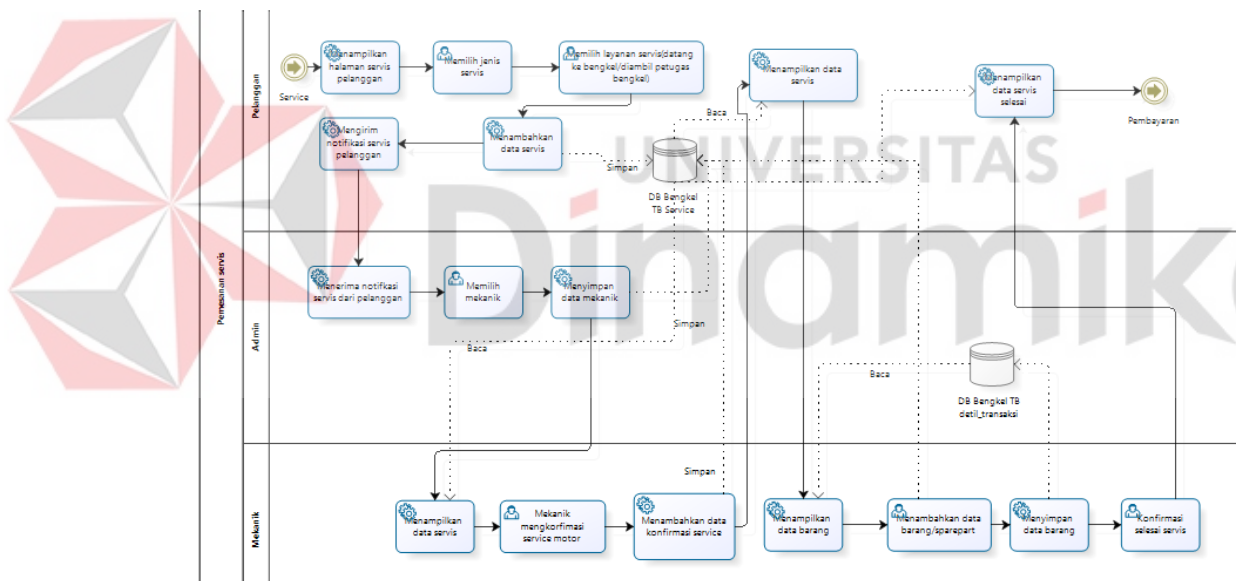 Pemesanan servis
Pelanggan
Service
Menampilkan
halaman servis
pelanggan
Memilih jenis
servis
Memilih layanan servis(datang
ke bengkel/diambil petugas
bengkel)
Menampilkan data
servis
Menampilkan
data servis
selesai
Pembayaran
Mengirim
notifikasi servis
pelanggan
Menambahkan
data servis
Simpan
Baca
DB Bengkel
TB Service
UNIVERSITAS
Dinamika
Admin
Menerima notifkasi
servis dari pelanggan
Memilih
mekanik
Menyimpan
data mekanik
Simpan
Baca
Baca
DB Bengkel TB
detil_transaksi
Mekanik
Simpan
Menampilkan
data servis
Mekanik
mengkorfimasi
service motor
Menambahkan data
konfirmasi service
Menampilkan
data barang
Menambahkan data
barang/sparepart
Menyimpan
data barang
Konfirmasi
selesai servis